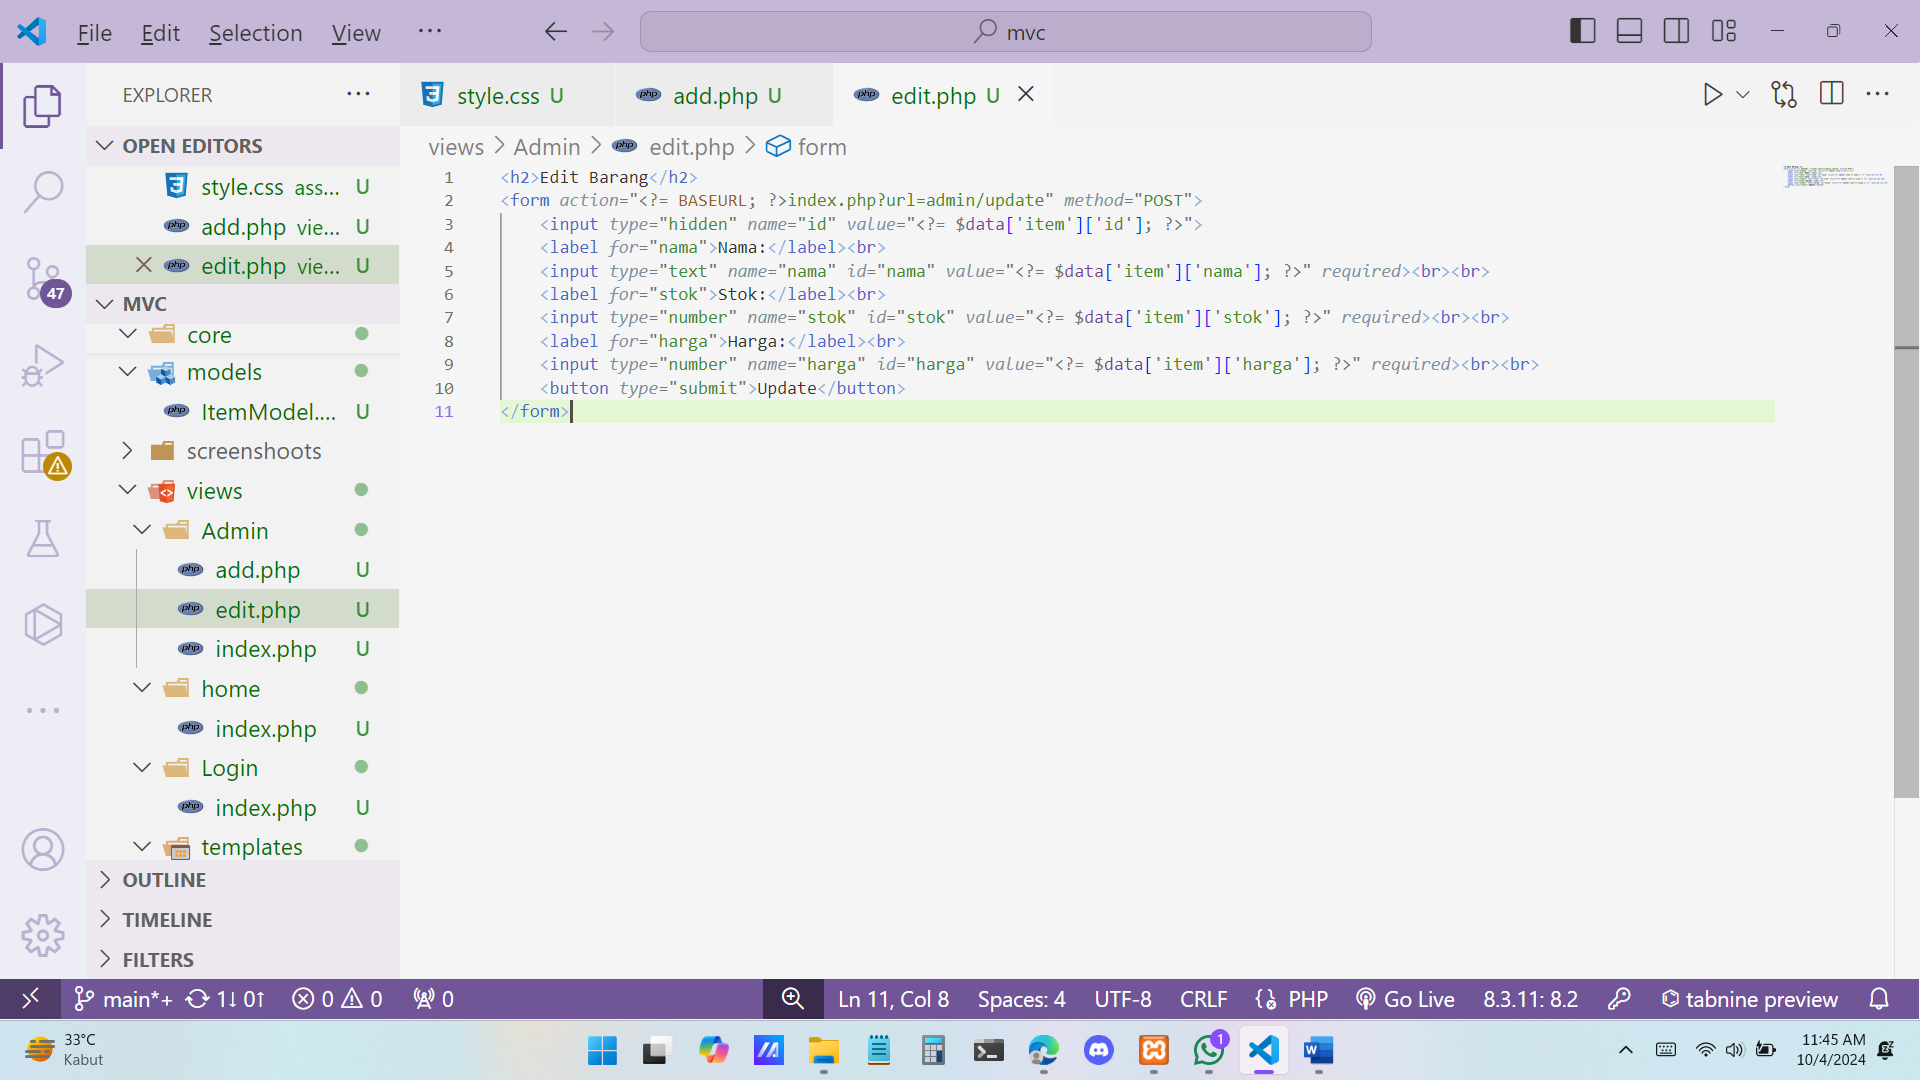 File Edit Selection View ··· mvc
EXPLORER ···
style.css U
add.php U
edit.php U
OPEN EDITORS
style.css ass... U
add.php vie... U
edit.php vie... U
MVC
core
models
ItemModel.... U
screenshoots
views
Admin
add.php U
edit.php U
index.php U
home
index.php U
Login
index.php U
templates
OUTLINE
TIMELINE
FILTERS
47
views > Admin > edit.php > form
1 <h2>Edit Barang</h2>
2 <form action="<?= BASEURL; ?>index.php?url=admin/update" method="POST">
3 <input type="hidden" name="id" value="<?= $data['item']['id']; ?>">
4 <label for="nama">Nama:</label><br>
5 <input type="text" name="nama" id="nama" value="<?= $data['item']['nama']; ?>" required><br><br>
6 <label for="stok">Stok:</label><br>
7 <input type="number" name="stok" id="stok" value="<?= $data['item']['stok']; ?>" required><br><br>
8 <label for="harga">Harga:</label><br>
9 <input type="number" name="harga" id="harga" value="<?= $data['item']['harga']; ?>" required><br><br>
10 <button type="submit">Update</button>
11 </form>
main*+ 1↓ 0↑ 0 0 0 Ln 11, Col 8 Spaces: 4 UTF-8 CRLF PHP Go Live 8.3.11: 8.2 tabnine preview
33°C
Kabut
1
11:45 AM
10/4/2024